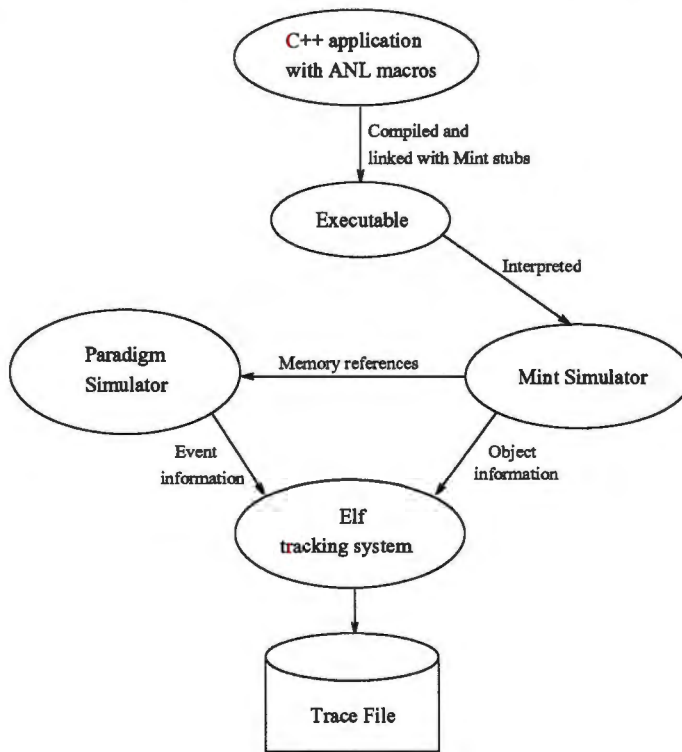 C++ application
with ANL macros
Compiled and
linked with Mint stubs
Executable
Interpreted
Paradigm
Simulator
Memory references
Mint Simulator
Event
information
Object
information
Elf
tracking system
Trace File